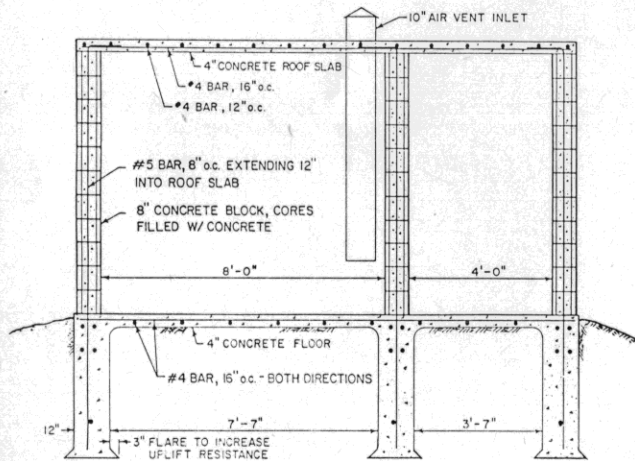 10" AIR VENT INLET
4" CONCRETE ROOF SLAB
#4 BAR, 16" o.c.
#4 BAR, 12" o.c.
#5 BAR, 8" o.c. EXTENDING 12"
INTO ROOF SLAB
8" CONCRETE BLOCK, CORES
FILLED W/ CONCRETE
8'-0"
4'-0"
4" CONCRETE FLOOR
#4 BAR, 16" o.c. - BOTH DIRECTIONS
12"
7'-7"
3'-7"
3" FLARE TO INCREASE
UPLIFT RESISTANCE